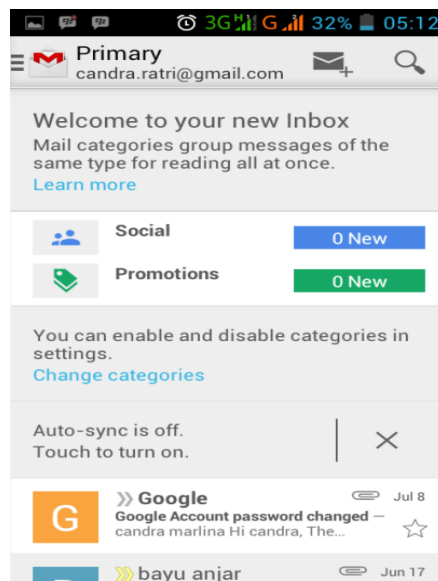 3G H G 32% 05:12
Primary
candra.ratri@gmail.com
Welcome to your new Inbox
Mail categories group messages of the
same type for reading all at once.
Learn more
Social
0 New
Promotions
0 New
You can enable and disable categories in
settings.
Change categories
Auto-sync is off.
Touch to turn on.
G
Google
Jul 8
Google Account password changed –
candra marlina Hi candra, The...
bayu anjar
Jun 17